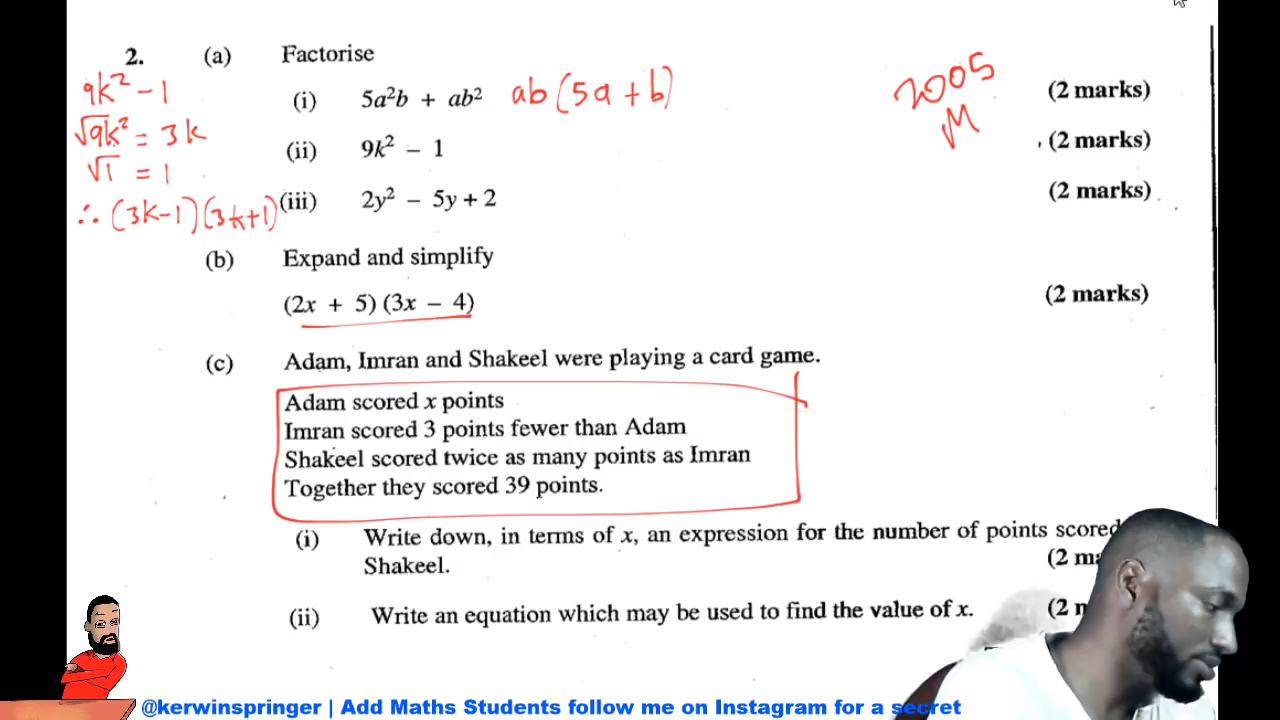 2. (a) Factorise
9k² − 1
(i) 5a²b + ab² ab(5a + b) (2 marks)
2005
M
√9k² = 3k
(ii) 9k² − 1 (2 marks)
√1 = 1
(iii) 2y² − 5y + 2 (2 marks)
∴ (3k−1)(3k+1)
(b) Expand and simplify
(2x + 5)(3x − 4) (2 marks)
(c) Adam, Imran and Shakeel were playing a card game.
Adam scored x points
Imran scored 3 points fewer than Adam
Shakeel scored twice as many points as Imran
Together they scored 39 points.
(i) Write down, in terms of x, an expression for the number of points scored
Shakeel. (2 ma
(ii) Write an equation which may be used to find the value of x. (2 m
@kerwinspringer | Add Maths Students follow me on Instagram for a secret